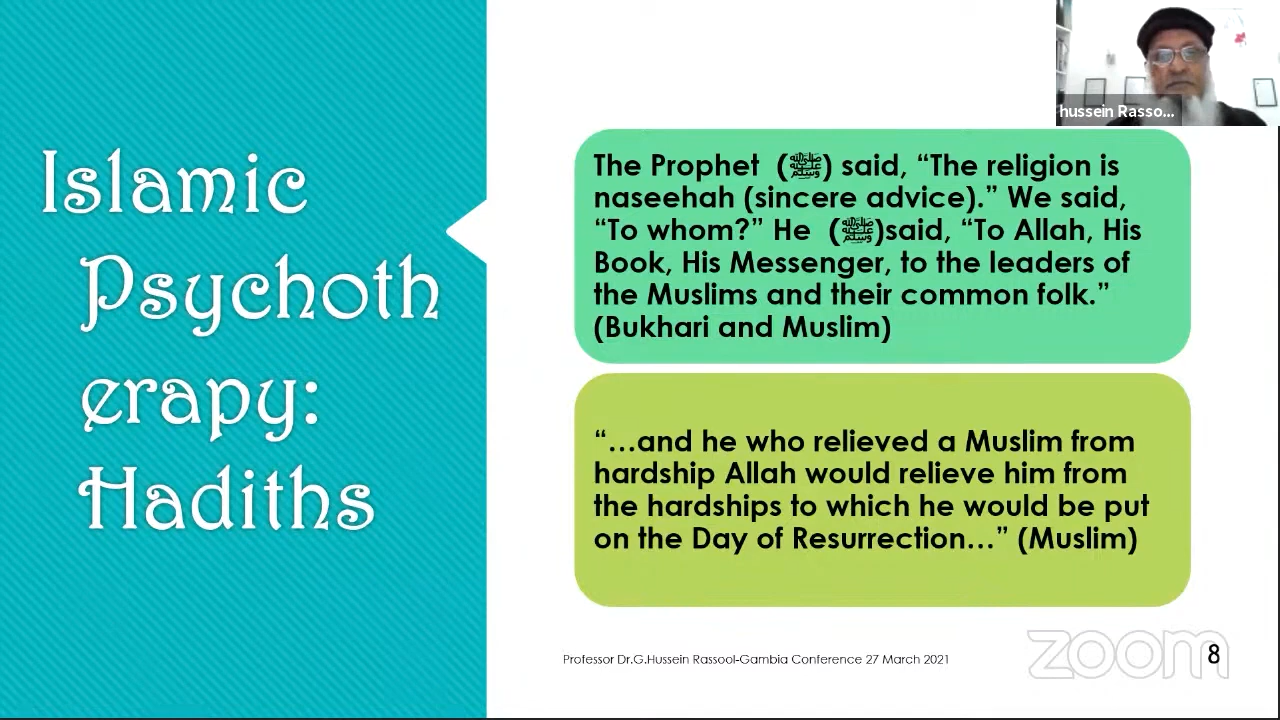 Islamic
Psychoth
erapy:
Hadiths
hussein Rasso...
The Prophet (ﷺ) said, “The religion is
naseehah (sincere advice).” We said,
“To whom?” He (ﷺ)said, “To Allah, His
Book, His Messenger, to the leaders of
the Muslims and their common folk.”
(Bukhari and Muslim)
“…and he who relieved a Muslim from
hardship Allah would relieve him from
the hardships to which he would be put
on the Day of Resurrection…” (Muslim)
Professor Dr.G.Hussein Rassool-Gambia Conference 27 March 2021
zoom
8